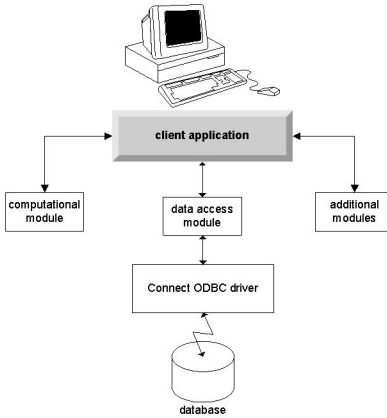 client application
computational
module
data access
module
additional
modules
Connect ODBC driver
database